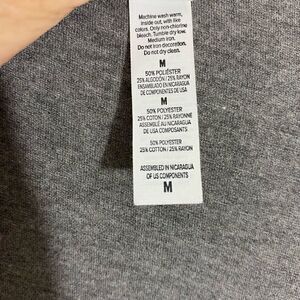 Machine wash warm,
inside out, with like
colors. Only non-chlorine
bleach. Tumble dry low.
Medium iron.
Do not iron decoration.
Do not dry clean.
M
50% POLIÉSTER
25% ALGODÓN / 25% RAYON
ENSAMBLADO EN NICARAGUA
DE COMPONENTES DE USA
M
50% POLYESTER
25% COTON / 25% RAYONNE
ASSEMBLÉ AU NICARAGUA
DE USA COMPOSANTS
50% POLYESTER
25% COTTON / 25% RAYON
ASSEMBLED IN NICARAGUA
OF US COMPONENTS
M